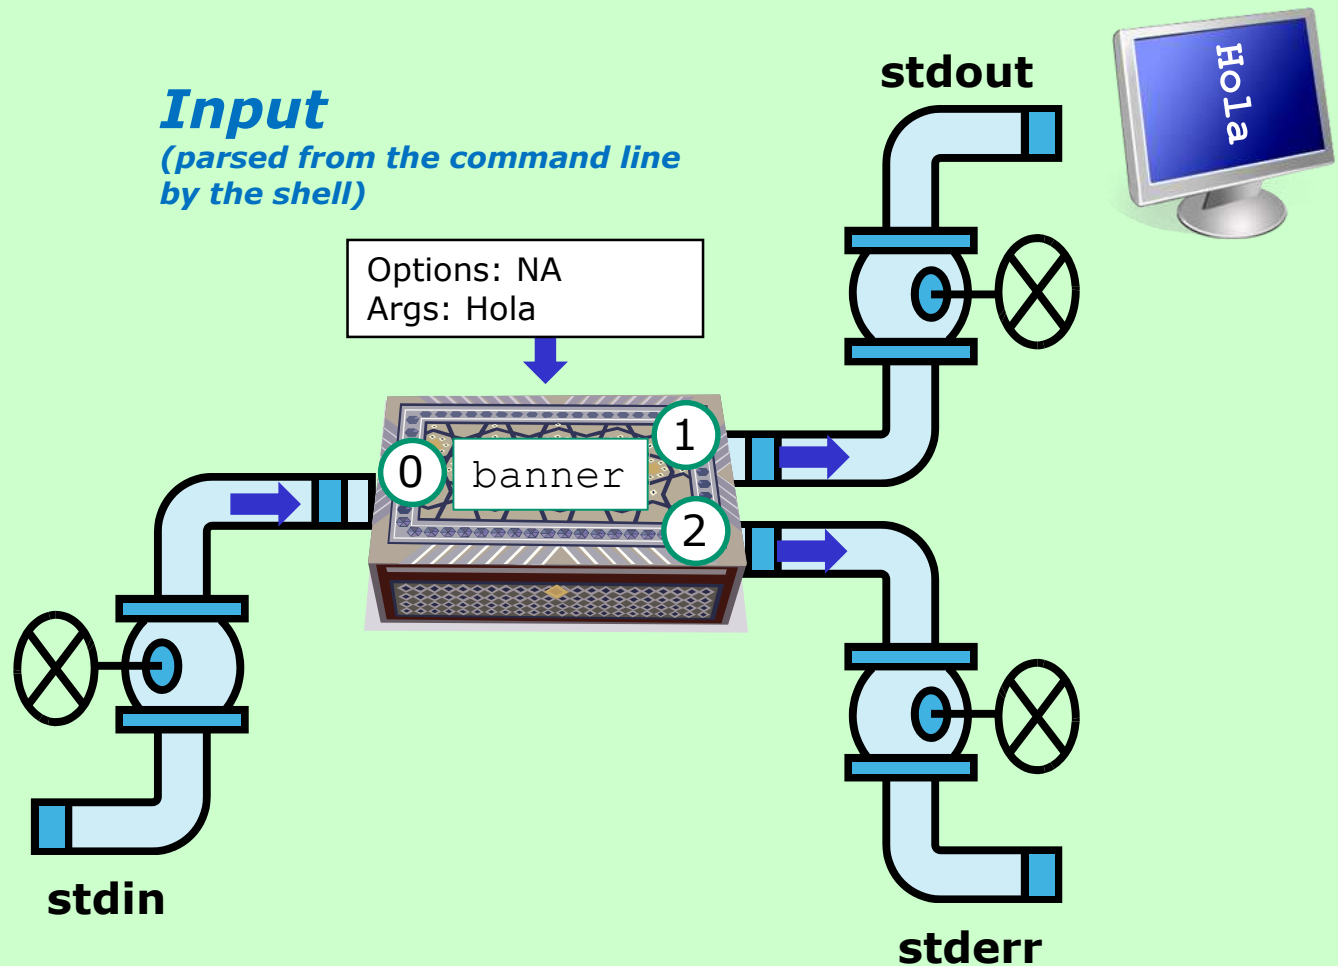 stdout
Hola
Input
(parsed from the command line
by the shell)
Options: NA
Args: Hola
1
0
banner
2
stdin
stderr